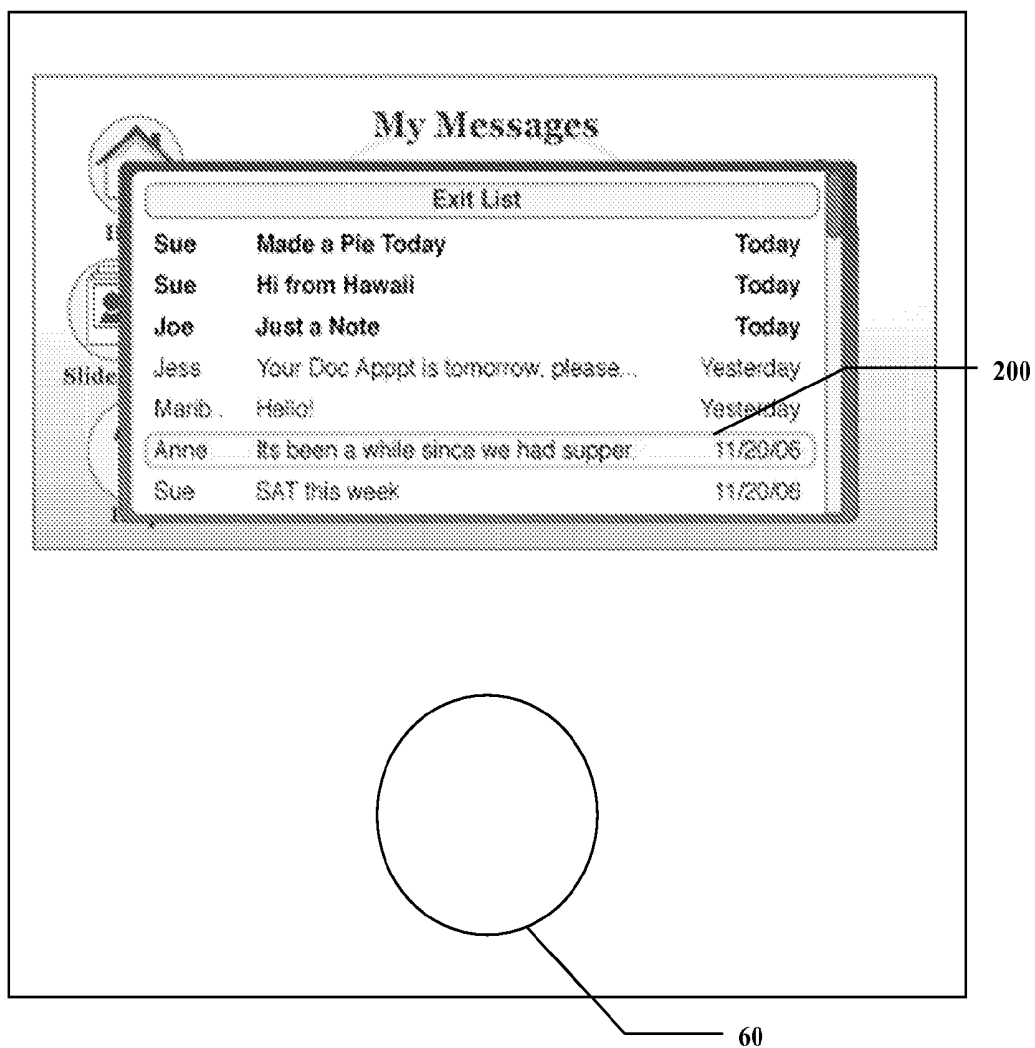 My Messages
Exit List
Sue Made a Pie Today Today
Sue Hi from Hawaii Today
Joe Just a Note Today
Jess Your Doc Apppt is tomorrow, please... Yesterday
Marib.. Hello! Yesterday
Anne Its been a while since we had supper. 11/20/06
Sue SAT this week 11/20/06
Slide
200
60